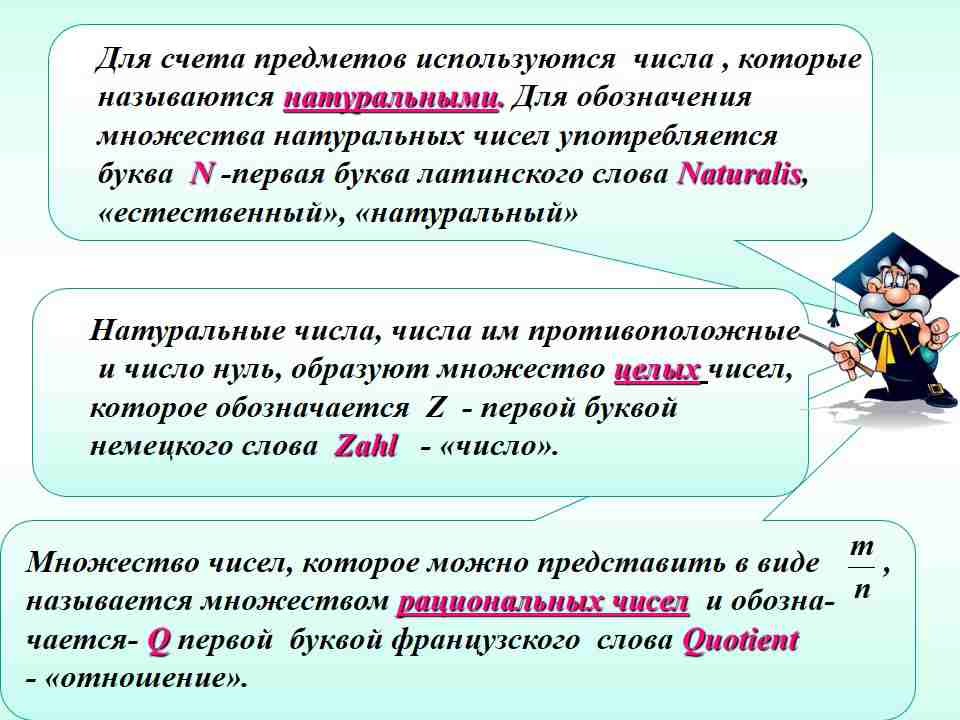 Для счета предметов используются числа , которые
называются натуральными. Для обозначения
множества натуральных чисел употребляется
буква N -первая буква латинского слова Naturalis,
«естественный», «натуральный»
Натуральные числа, числа им противоположные
и число нуль, образуют множество целых чисел,
которое обозначается Z - первой буквой
немецкого слова Zahl - «число».
Множество чисел, которое можно представить в виде m/n ,
называется множеством рациональных чисел и обозна-
чается- Q первой буквой французского слова Quotient
- «отношение».